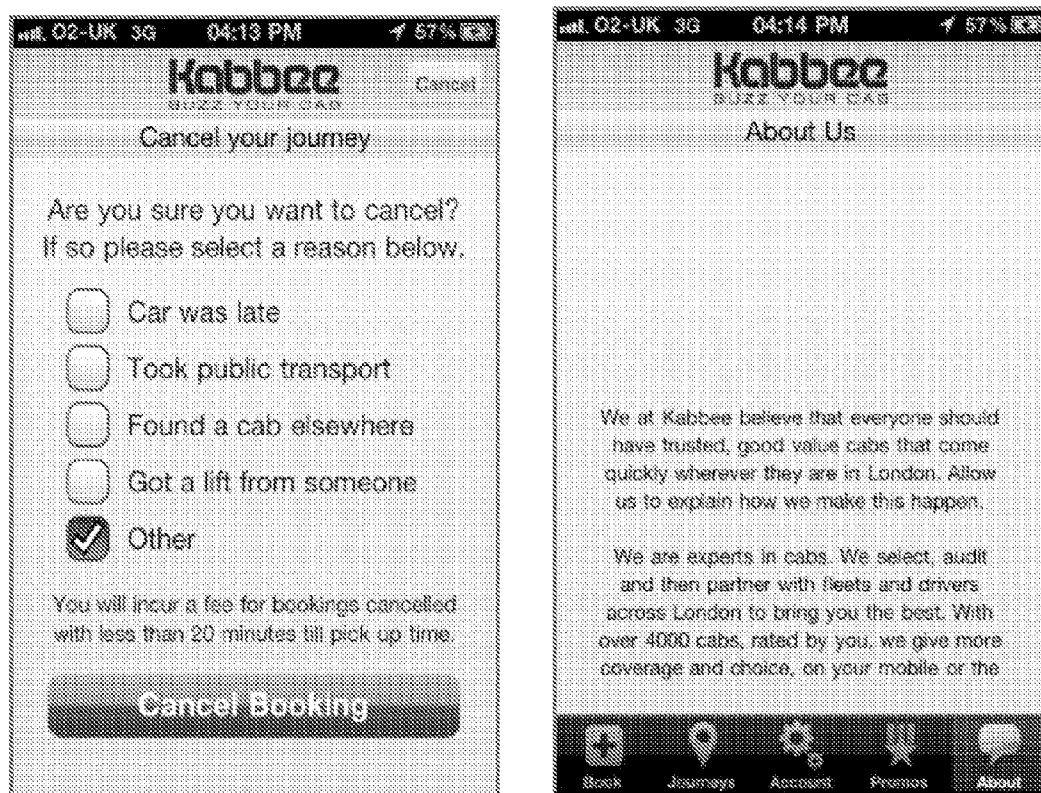 O2-UK 3G 04:13 PM 57%
Kabbee
BUZZ YOUR CAB
Cancel
Cancel your journey
Are you sure you want to cancel?
If so please select a reason below.
Car was late
Took public transport
Found a cab elsewhere
Got a lift from someone
Other
You will incur a fee for bookings cancelled
with less than 20 minutes till pick up time.
Cancel Booking
O2-UK 3G 04:14 PM 57%
Kabbee
BUZZ YOUR CAB
About Us
We at Kabbee believe that everyone should
have trusted, good value cabs that come
quickly wherever they are in London. Allow
us to explain how we make this happen.
We are experts in cabs. We select, audit
and then partner with fleets and drivers
across London to bring you the best. With
over 4000 cabs, rated by you, we give more
coverage and choice, on your mobile or the
Book Journeys Account Promos About